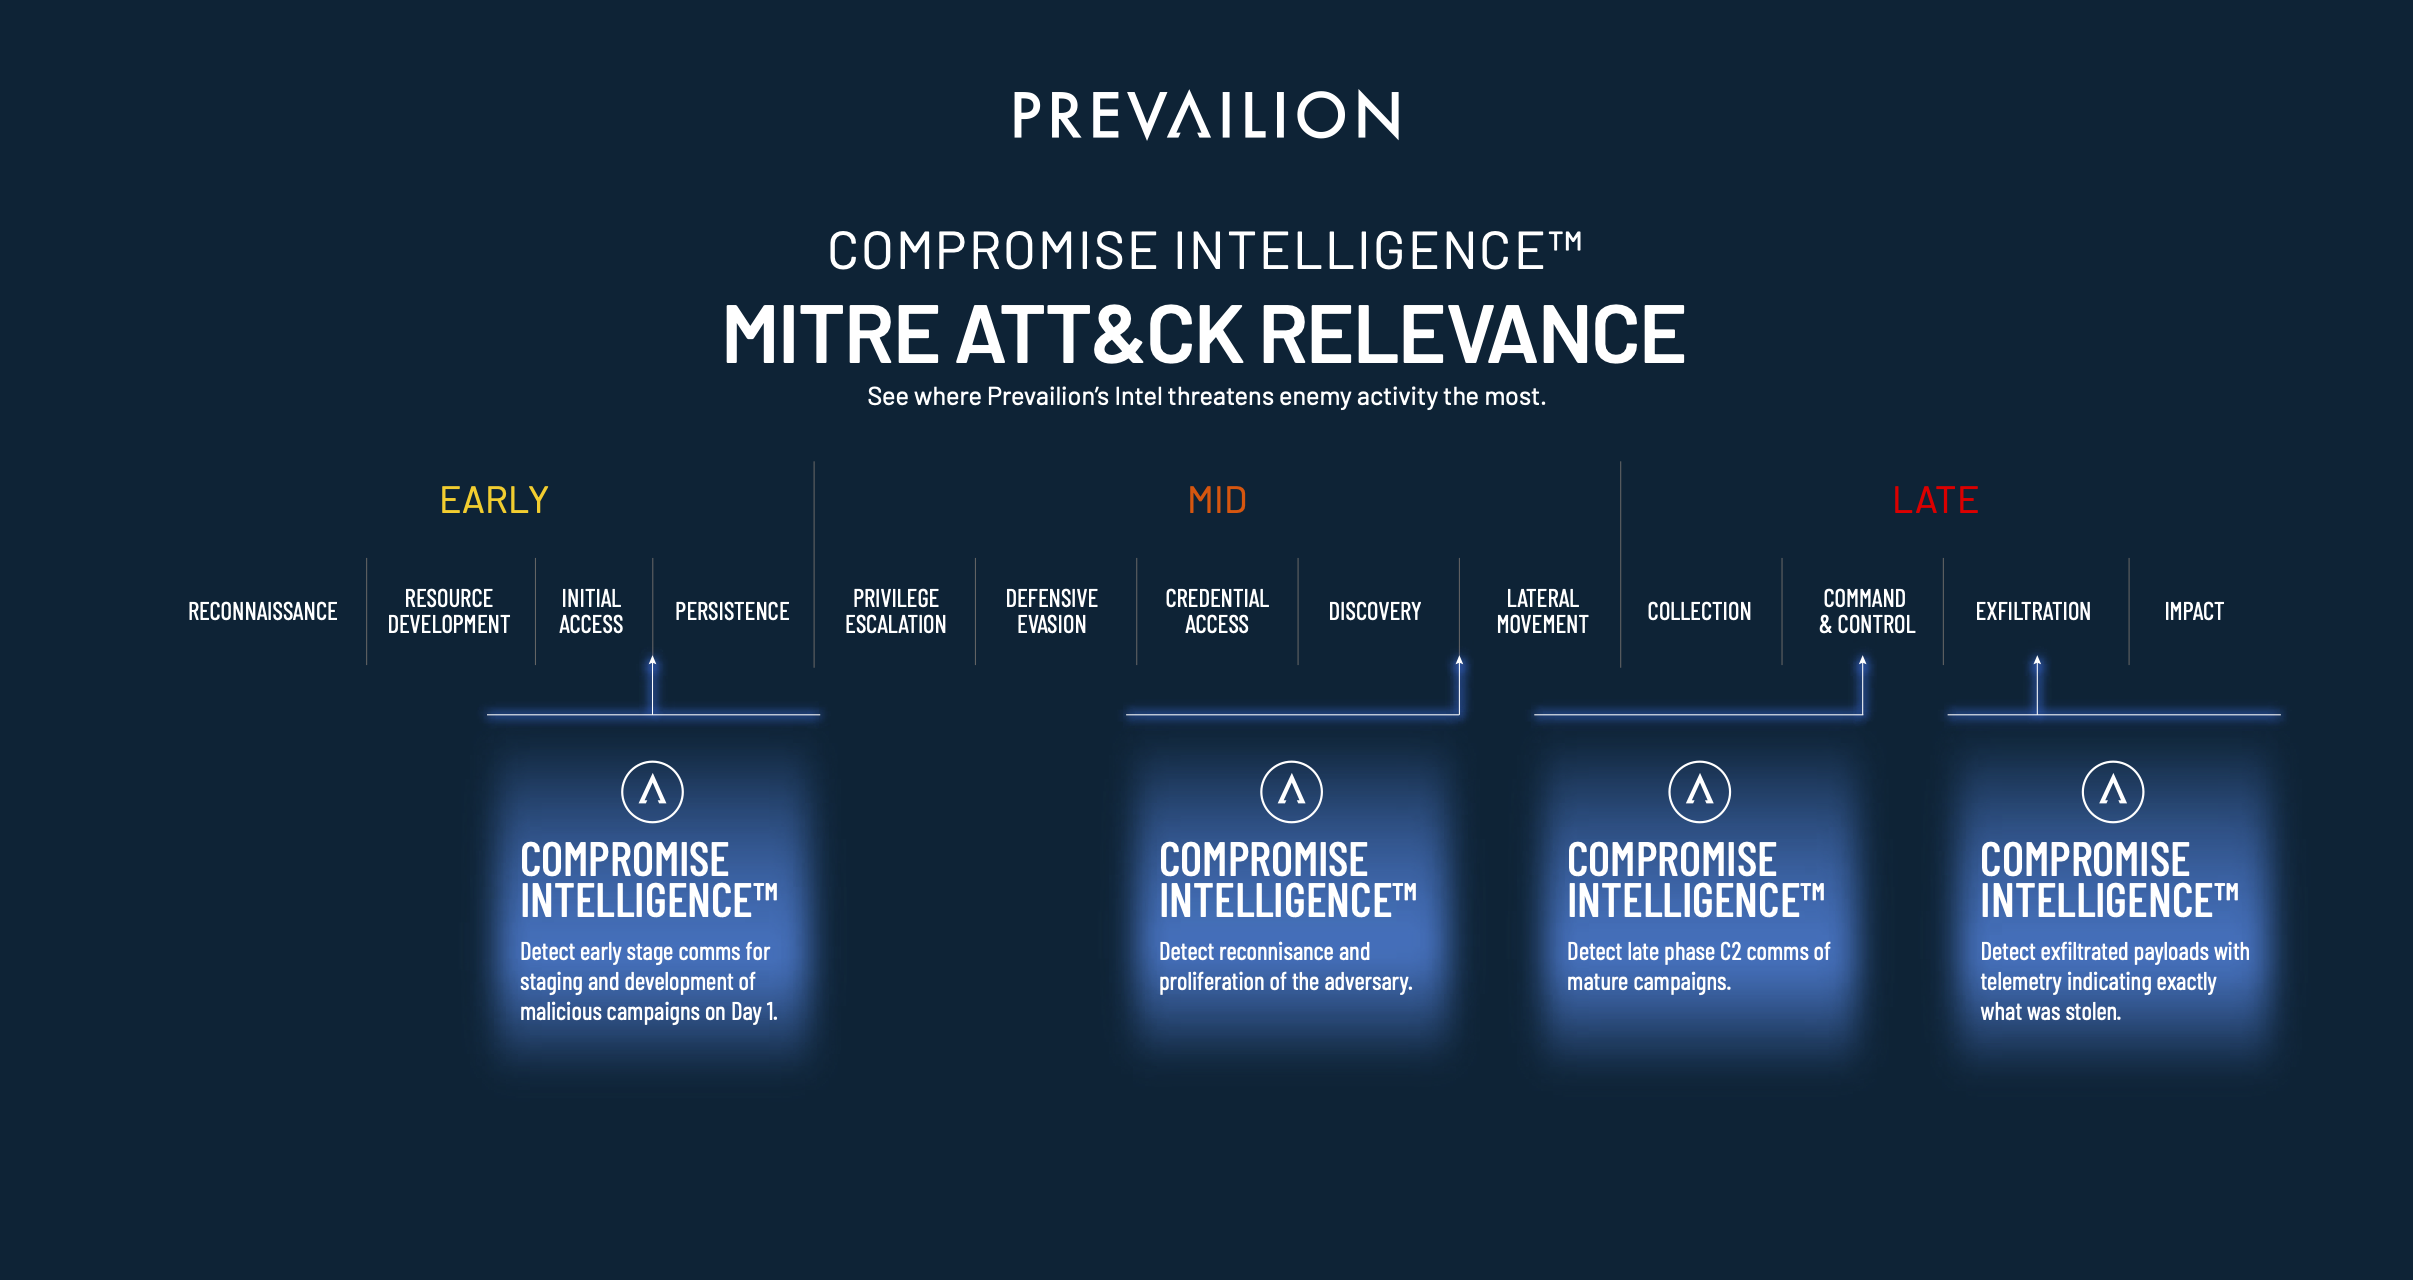 PREVAILION
COMPROMISE INTELLIGENCE™
MITRE ATT&CK RELEVANCE
See where Prevailion's Intel threatens enemy activity the most.
EARLY
MID
LATE
RECONNAISSANCE
RESOURCE
DEVELOPMENT
INITIAL
ACCESS
PERSISTENCE
PRIVILEGE
ESCALATION
DEFENSIVE
EVASION
CREDENTIAL
ACCESS
DISCOVERY
LATERAL
MOVEMENT
COLLECTION
COMMAND
& CONTROL
EXFILTRATION
IMPACT
COMPROMISE
INTELLIGENCE™
Detect early stage comms for
staging and development of
malicious campaigns on Day 1.
COMPROMISE
INTELLIGENCE™
Detect reconnisance and
proliferation of the adversary.
COMPROMISE
INTELLIGENCE™
Detect late phase C2 comms of
mature campaigns.
COMPROMISE
INTELLIGENCE™
Detect exfiltrated payloads with
telemetry indicating exactly
what was stolen.